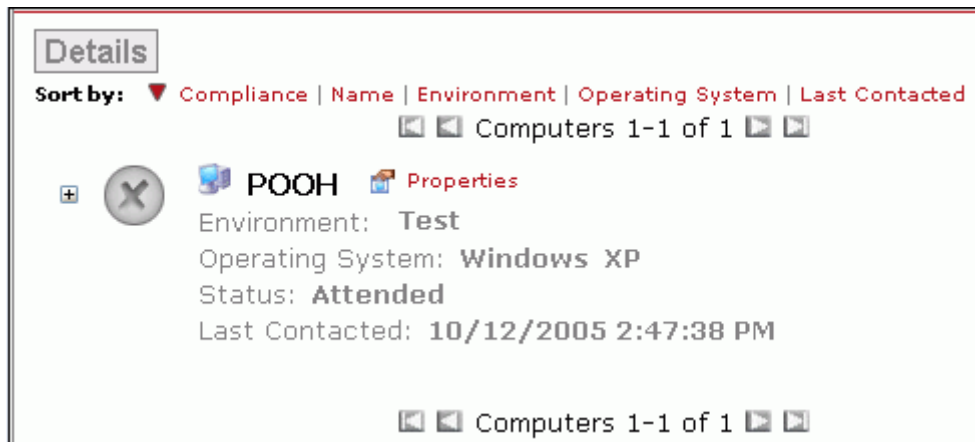 Details
Sort by: Compliance | Name | Environment | Operating System | Last Contacted
Computers 1-1 of 1
POOH Properties
Environment: Test
Operating System: Windows XP
Status: Attended
Last Contacted: 10/12/2005 2:47:38 PM
Computers 1-1 of 1